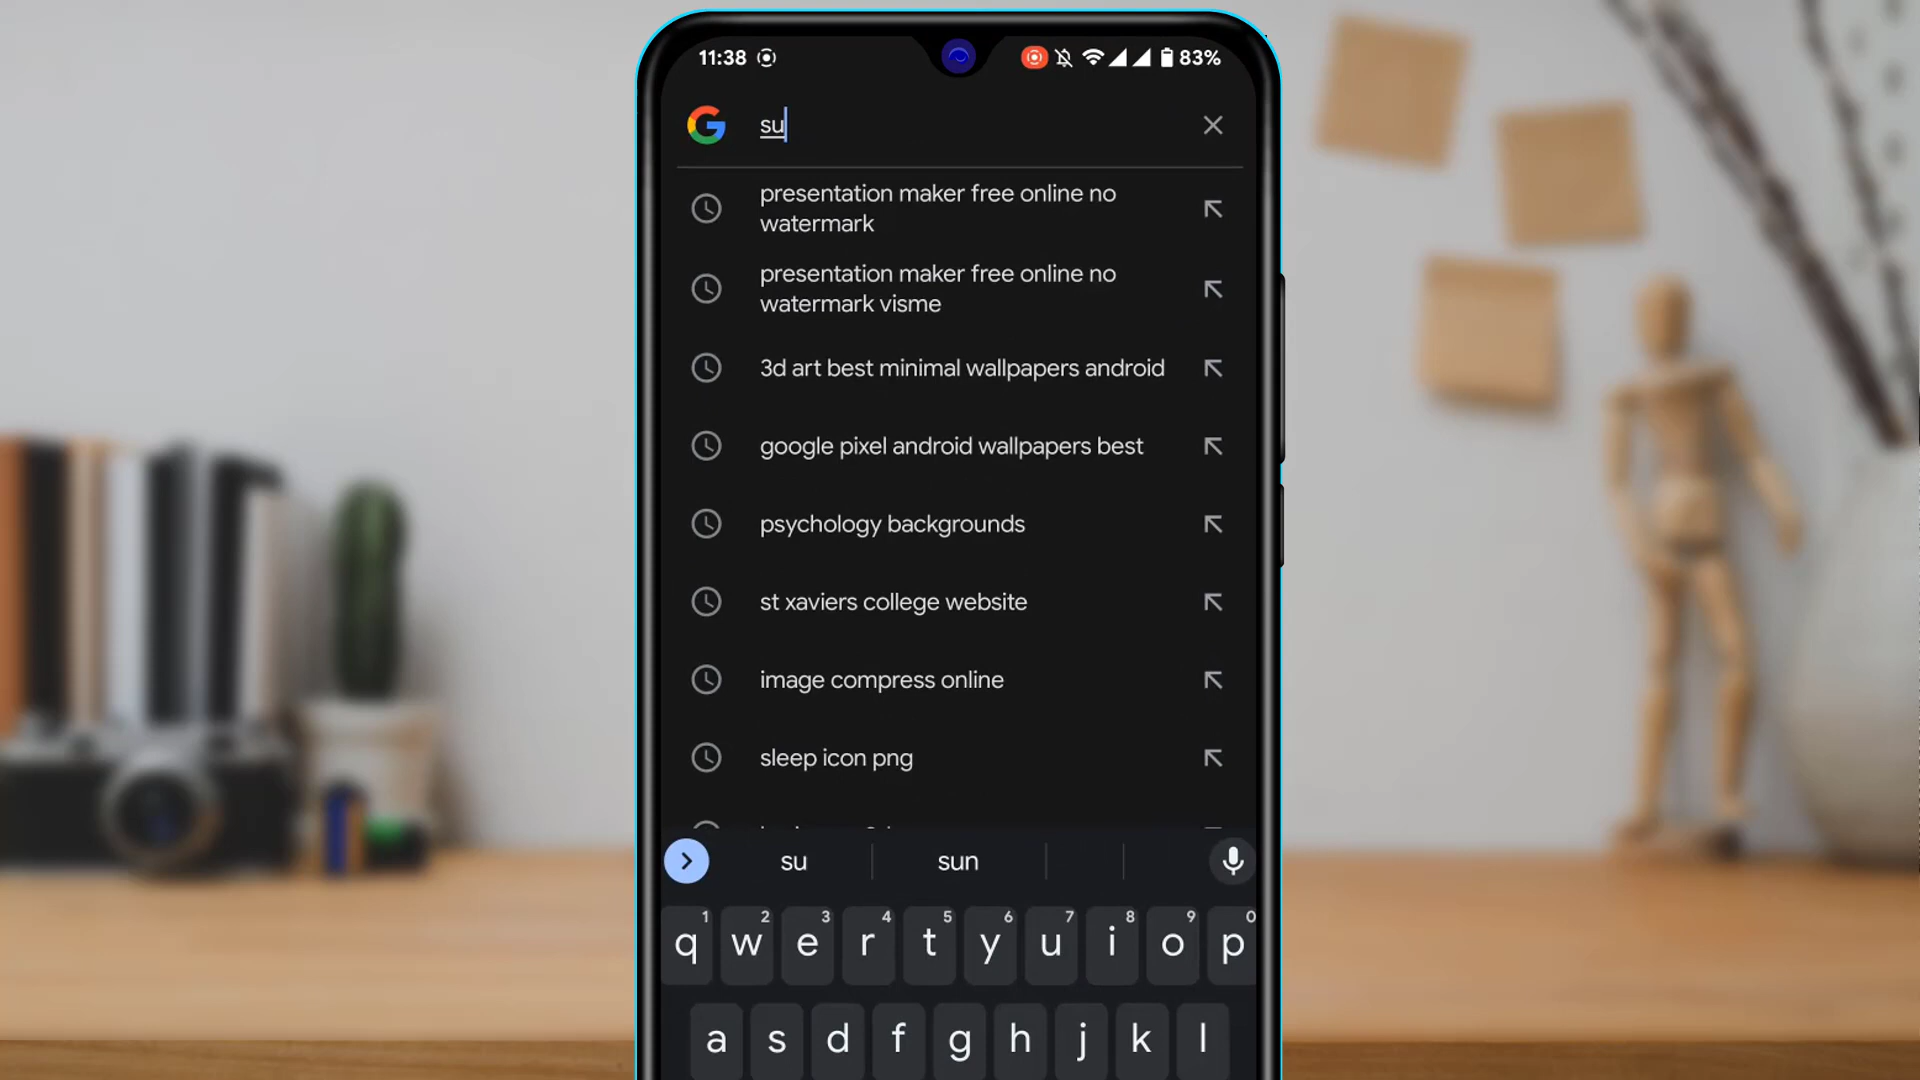 11:38
83%
su
presentation maker free online no
watermark
presentation maker free online no
watermark visme
3d art best minimal wallpapers android
google pixel android wallpapers best
psychology backgrounds
st xaviers college website
image compress online
sleep icon png
su sun
1 2 3 4 5 6 7 8 9 0
q w e r t y u i o p
a s d f g h j k l